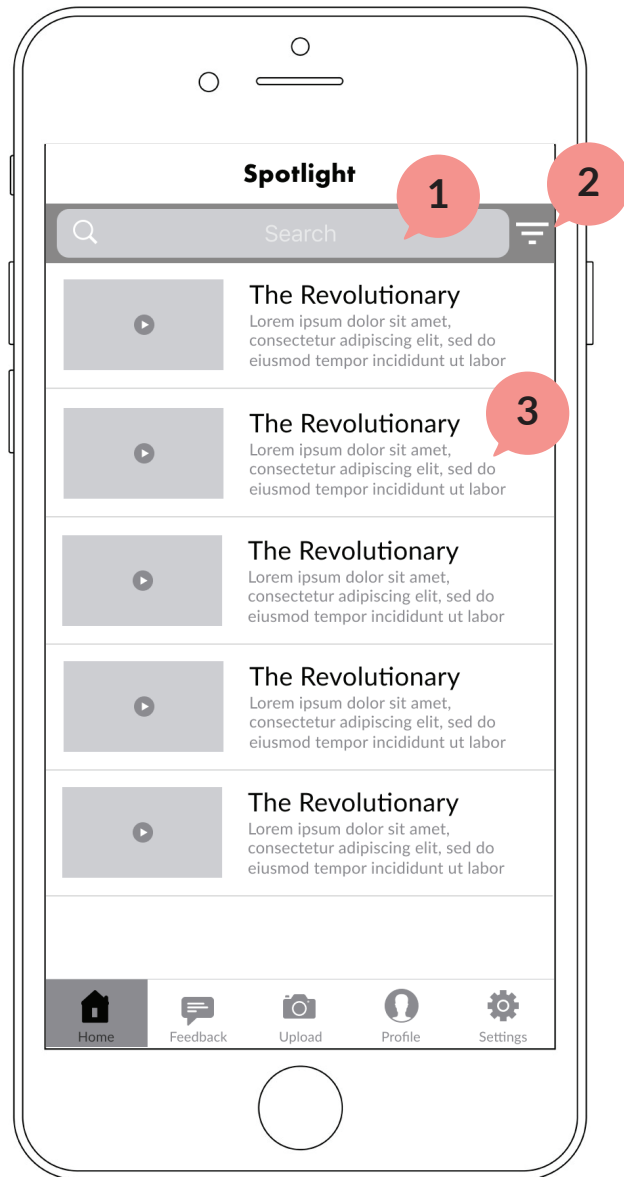 Spotlight
1
2
Search
The Revolutionary
Lorem ipsum dolor sit amet,
consectetur adipiscing elit, sed do
eiusmod tempor incididunt ut labor
3
The Revolutionary
Lorem ipsum dolor sit amet,
consectetur adipiscing elit, sed do
eiusmod tempor incididunt ut labor
The Revolutionary
Lorem ipsum dolor sit amet,
consectetur adipiscing elit, sed do
eiusmod tempor incididunt ut labor
The Revolutionary
Lorem ipsum dolor sit amet,
consectetur adipiscing elit, sed do
eiusmod tempor incididunt ut labor
The Revolutionary
Lorem ipsum dolor sit amet,
consectetur adipiscing elit, sed do
eiusmod tempor incididunt ut labor
Home Feedback Upload Profile Settings